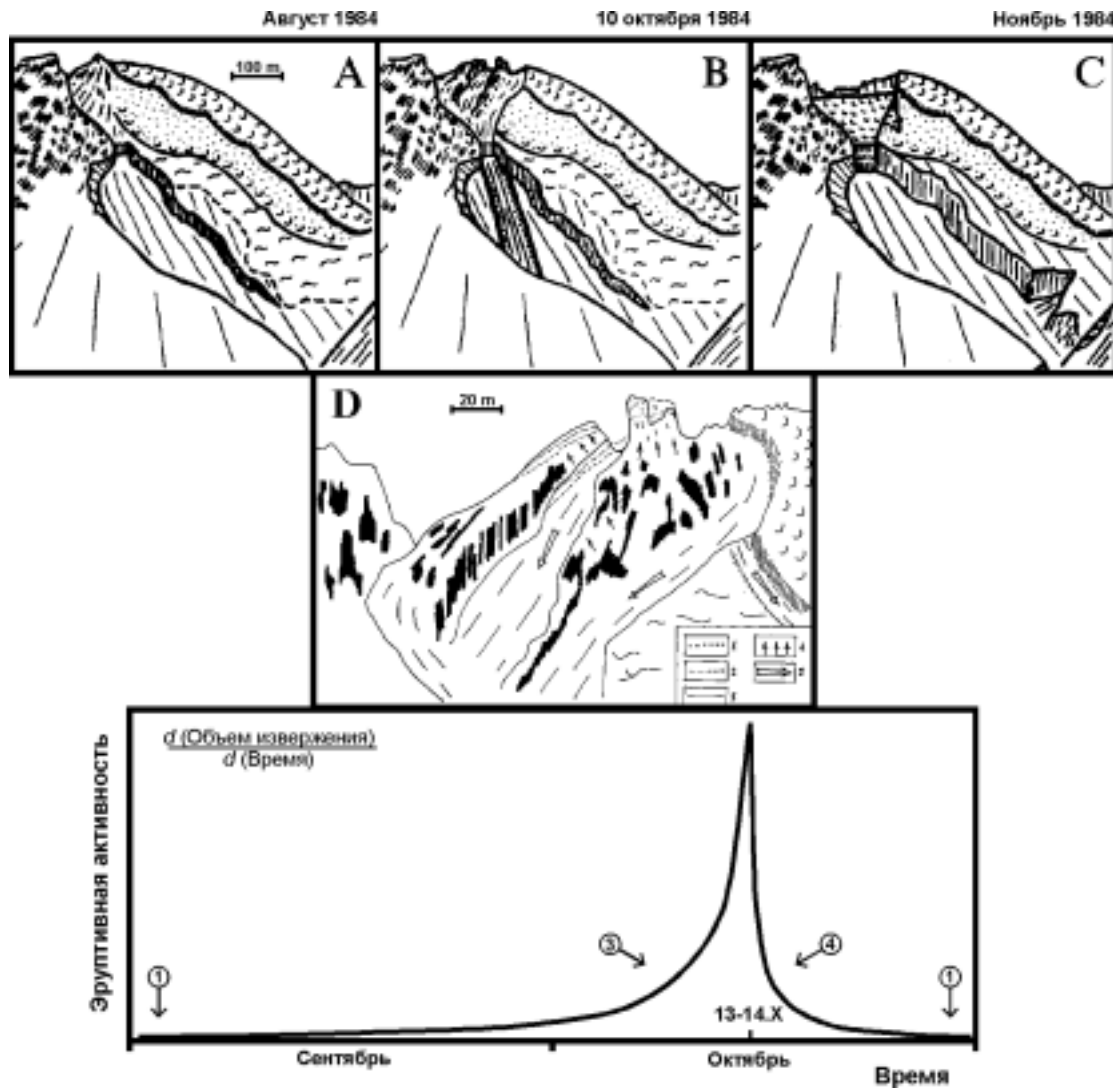 Август 1984
10 октября 1984
Ноябрь 1984
A
100 m
B
C
D
20 m
Эруптивная активность
d (Объем извержения)
d (Время)
3
4
1
1
13-14.X
Сентябрь
Октябрь
Время